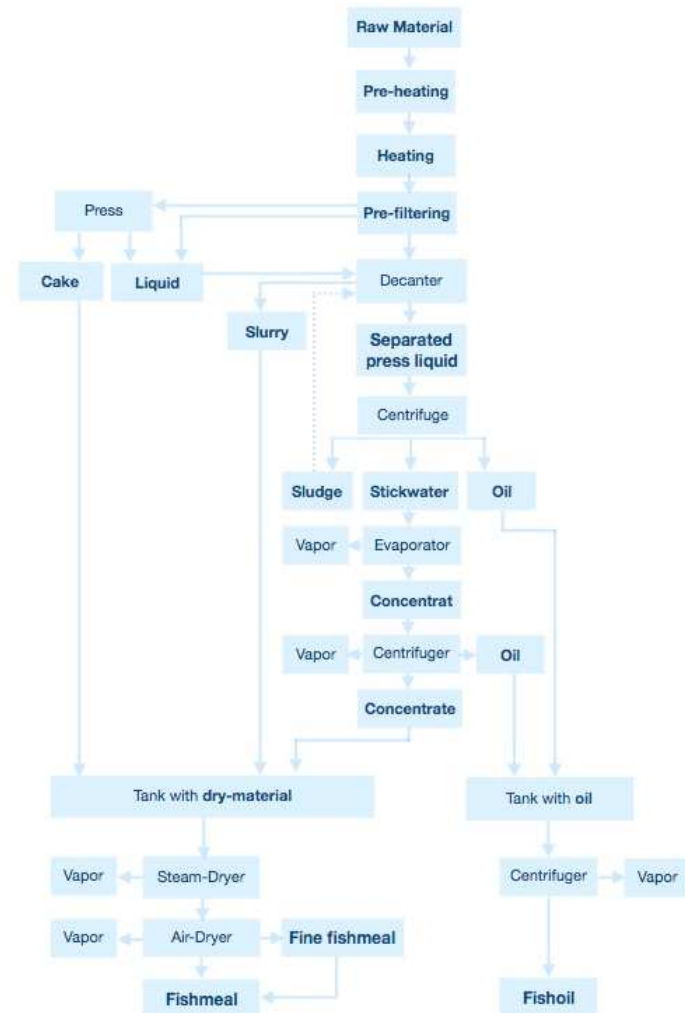 Raw Material
Pre-heating
Heating
Press
Pre-filtering
Cake
Liquid
Decanter
Slurry
Separated
press liquid
Centrifuge
Sludge
Stickwater
Oil
Vapor
Evaporator
Concentrat
Vapor
Centrifuger
Oil
Concentrate
Tank with dry-material
Tank with oil
Vapor
Steam-Dryer
Centrifuger
Vapor
Vapor
Air-Dryer
Fine fishmeal
Fishmeal
Fishoil